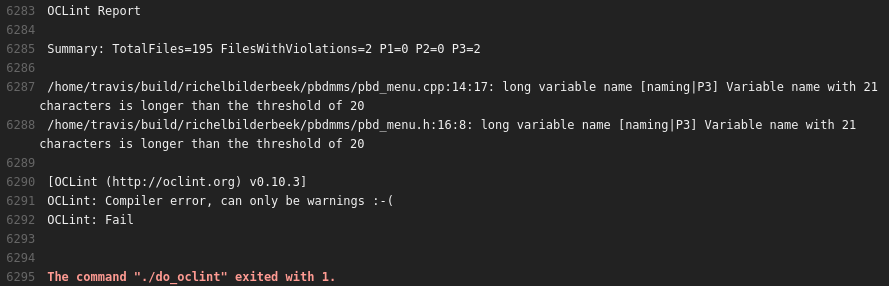 6283 OCLint Report
6284
6285 Summary: TotalFiles=195 FilesWithViolations=2 P1=0 P2=0 P3=2
6286
6287 /home/travis/build/richelbilderbeek/pbdmms/pbd_menu.cpp:14:17: long variable name [naming|P3] Variable name with 21
characters is longer than the threshold of 20
6288 /home/travis/build/richelbilderbeek/pbdmms/pbd_menu.h:16:8: long variable name [naming|P3] Variable name with 21
characters is longer than the threshold of 20
6289
6290 [OCLint (http://oclint.org) v0.10.3]
6291 OCLint: Compiler error, can only be warnings :-(
6292 OCLint: Fail
6293
6294
6295 The command "./do_oclint" exited with 1.